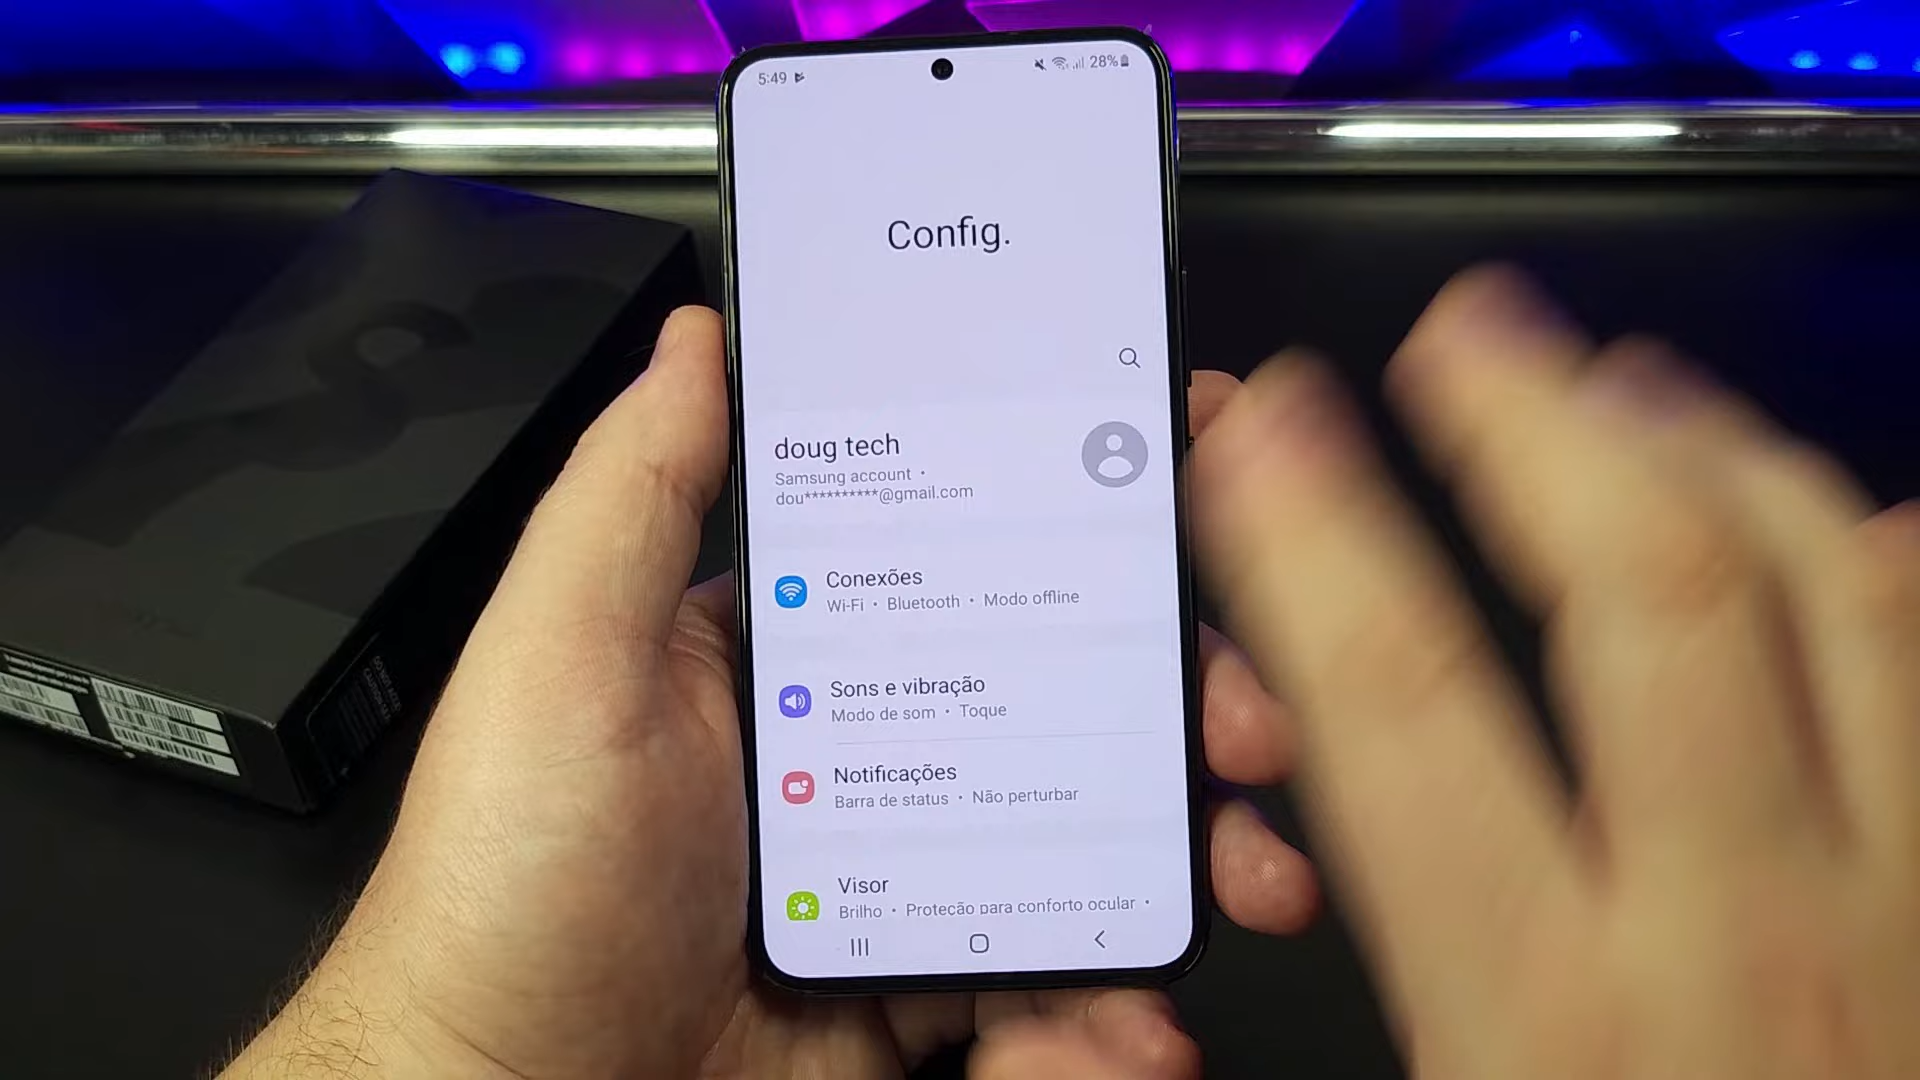 5:49
28%
Config.
doug tech
Samsung account •
dou**********@gmail.com
Conexões
Wi-Fi • Bluetooth • Modo offline
Sons e vibração
Modo de som • Toque
Notificações
Barra de status • Não perturbar
Visor
Brilho • Proteção para conforto ocular •